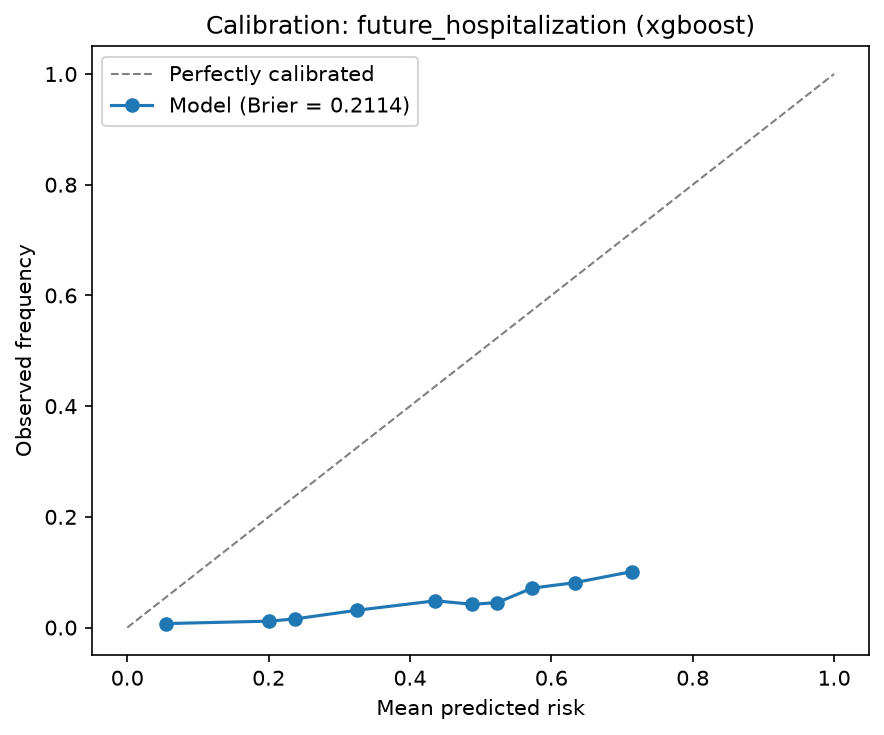 Calibration: future_hospitalization (xgboost)
Perfectly calibrated
Model (Brier = 0.2114)
1.0
0.8
0.6
0.4
0.2
0.0
Observed frequency
0.0 0.2 0.4 0.6 0.8 1.0
Mean predicted risk